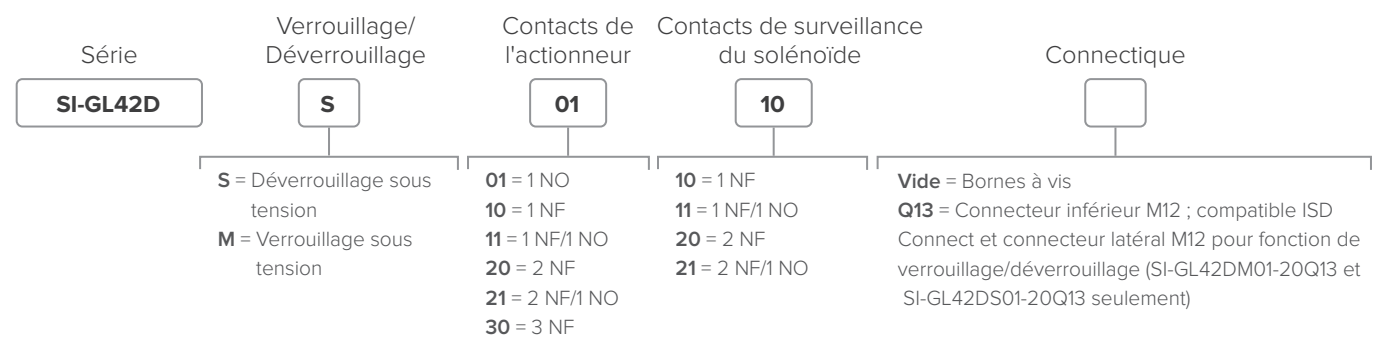 Série
SI-GL42D
Verrouillage/
Déverrouillage
S
S = Déverrouillage sous
tension
M = Verrouillage sous
tension
Contacts de
l'actionneur
01
01 = 1 NO
10 = 1 NF
11 = 1 NF/1 NO
20 = 2 NF
21 = 2 NF/1 NO
30 = 3 NF
Contacts de surveillance
du solénoïde
10
10 = 1 NF
11 = 1 NF/1 NO
20 = 2 NF
21 = 2 NF/1 NO
Connectique
Vide = Bornes à vis
Q13 = Connecteur inférieur M12 ; compatible ISD
Connect et connecteur latéral M12 pour fonction de
verrouillage/déverrouillage (SI-GL42DM01-20Q13 et
SI-GL42DS01-20Q13 seulement)